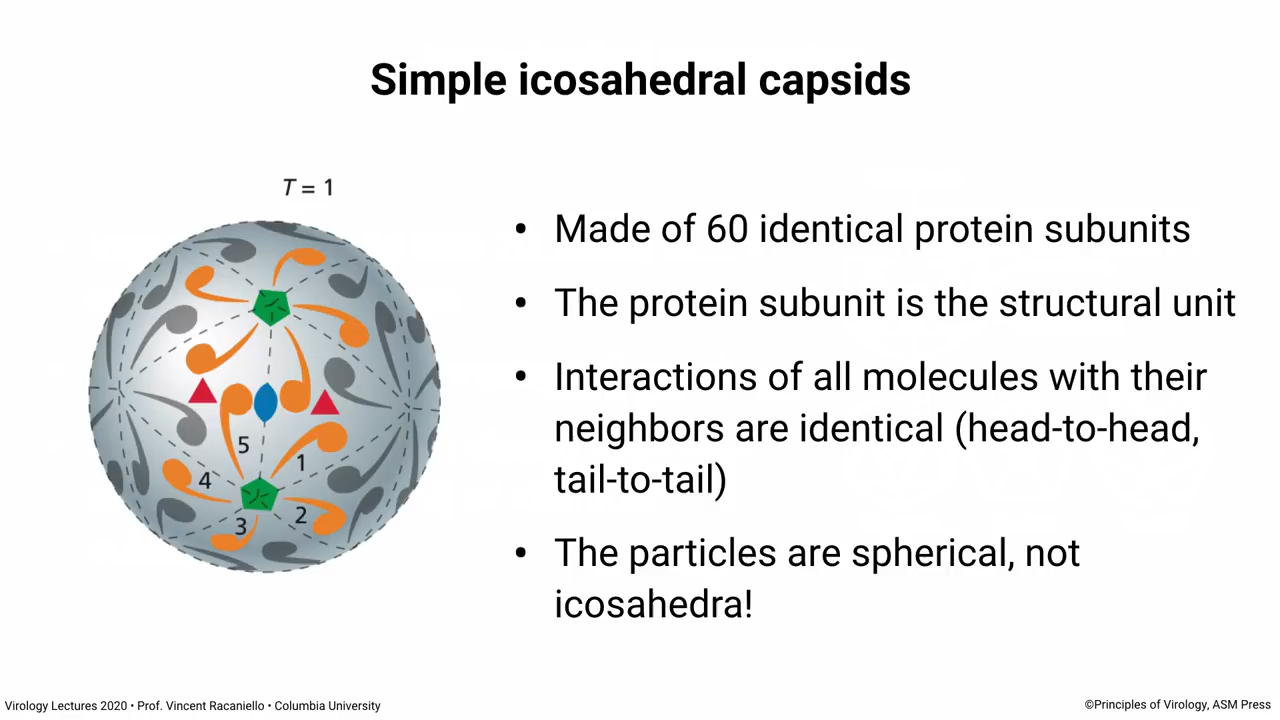 Simple icosahedral capsids
T = 1
5
1
4
2
3
• Made of 60 identical protein subunits
• The protein subunit is the structural unit
• Interactions of all molecules with their
neighbors are identical (head-to-head,
tail-to-tail)
• The particles are spherical, not
icosahedra!
Virology Lectures 2020 • Prof. Vincent Racaniello • Columbia University
©Principles of Virology, ASM Press